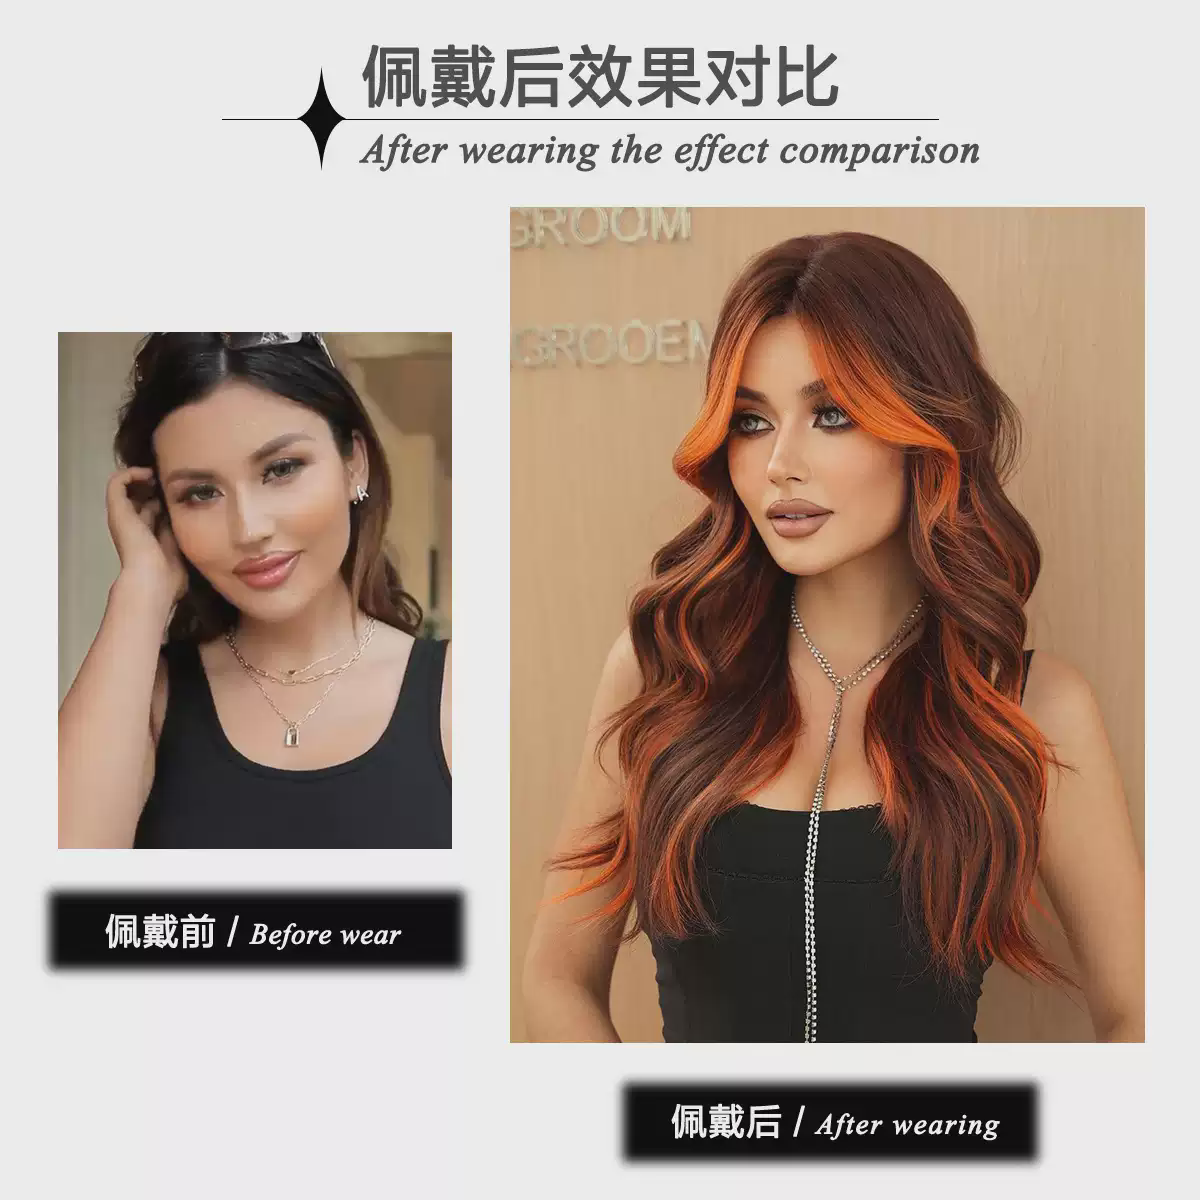 佩戴后效果对比
After wearing the effect comparison
GROOM
GROOEM
佩戴前 / Before wear
佩戴后 / After wearing